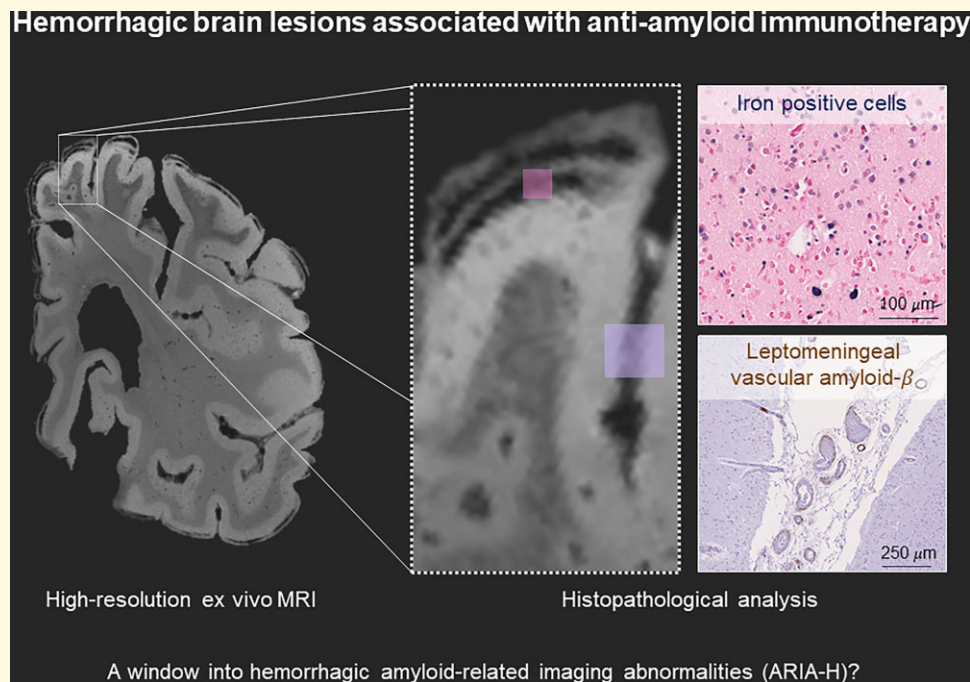 Hemorrhagic brain lesions associated with anti-amyloid immunotherapy
Iron positive cells
100 μm
Leptomeningeal
vascular amyloid-β
250 μm
High-resolution ex vivo MRI
Histopathological analysis
A window into hemorrhagic amyloid-related imaging abnormalities (ARIA-H)?